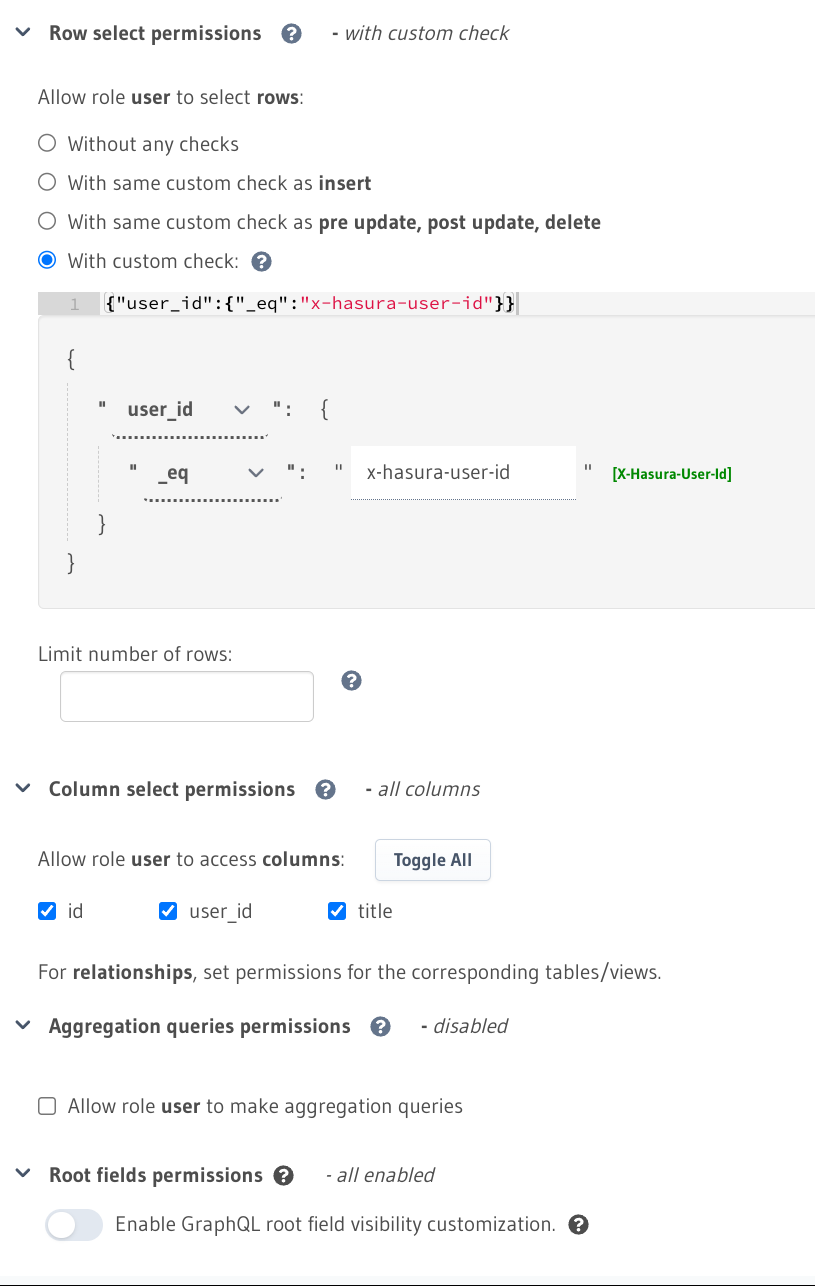 Row select permissions ? - with custom check
Allow role user to select rows:
Without any checks
With same custom check as insert
With same custom check as pre update, post update, delete
With custom check: ?
1 {"user_id":{"_eq":"x-hasura-user-id"}}
{
" user_id ": {
" _eq ": " x-hasura-user-id " [X-Hasura-User-Id]
}
}
Limit number of rows:
?
Column select permissions ? - all columns
Allow role user to access columns: Toggle All
id user_id title
For relationships, set permissions for the corresponding tables/views.
Aggregation queries permissions ? - disabled
Allow role user to make aggregation queries
Root fields permissions ? - all enabled
Enable GraphQL root field visibility customization. ?